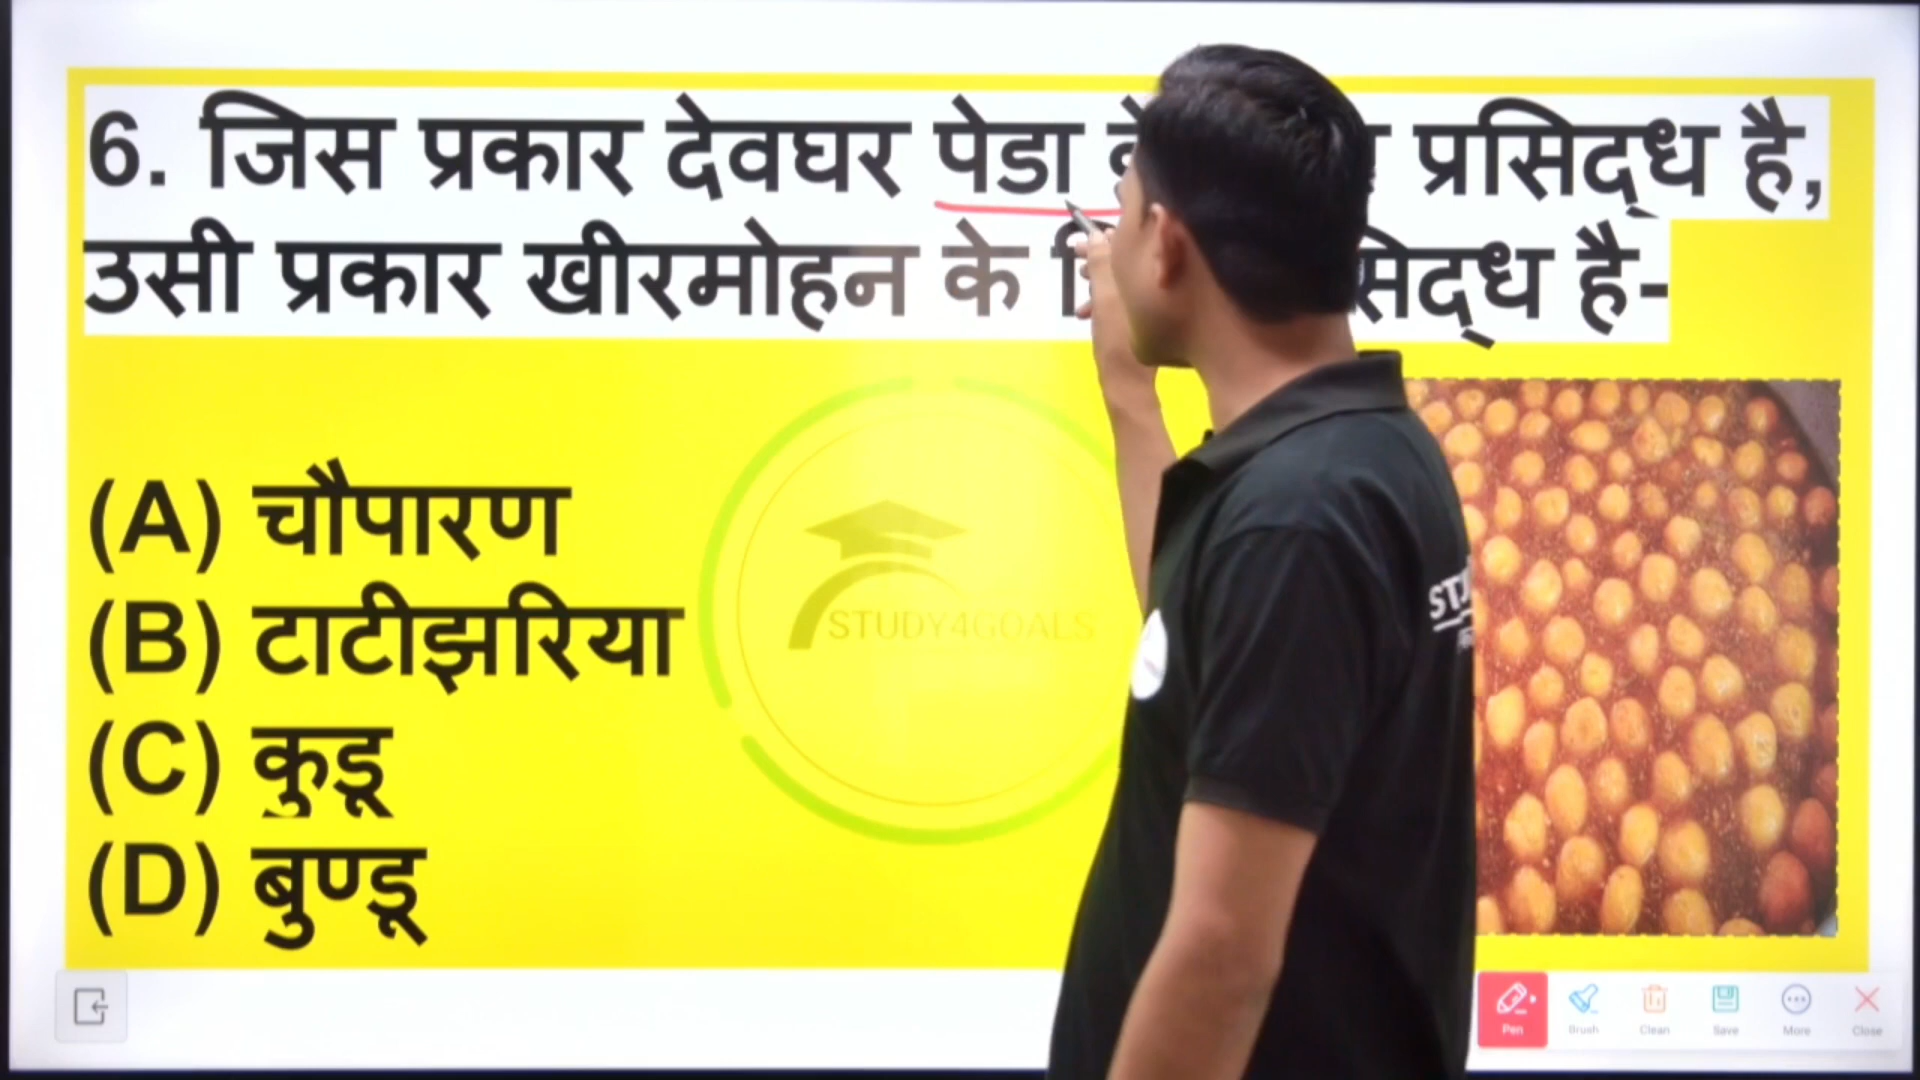 6. जिस प्रकार देवघर पेडा प्रसिद्ध है,
उसी प्रकार खीरमोहन के है-
(A) चौपारण
(B) टाटीझरिया
(C) कुडू
(D) बुण्डू
STUDY4GOALS
Pen Brush Clean Save More Close